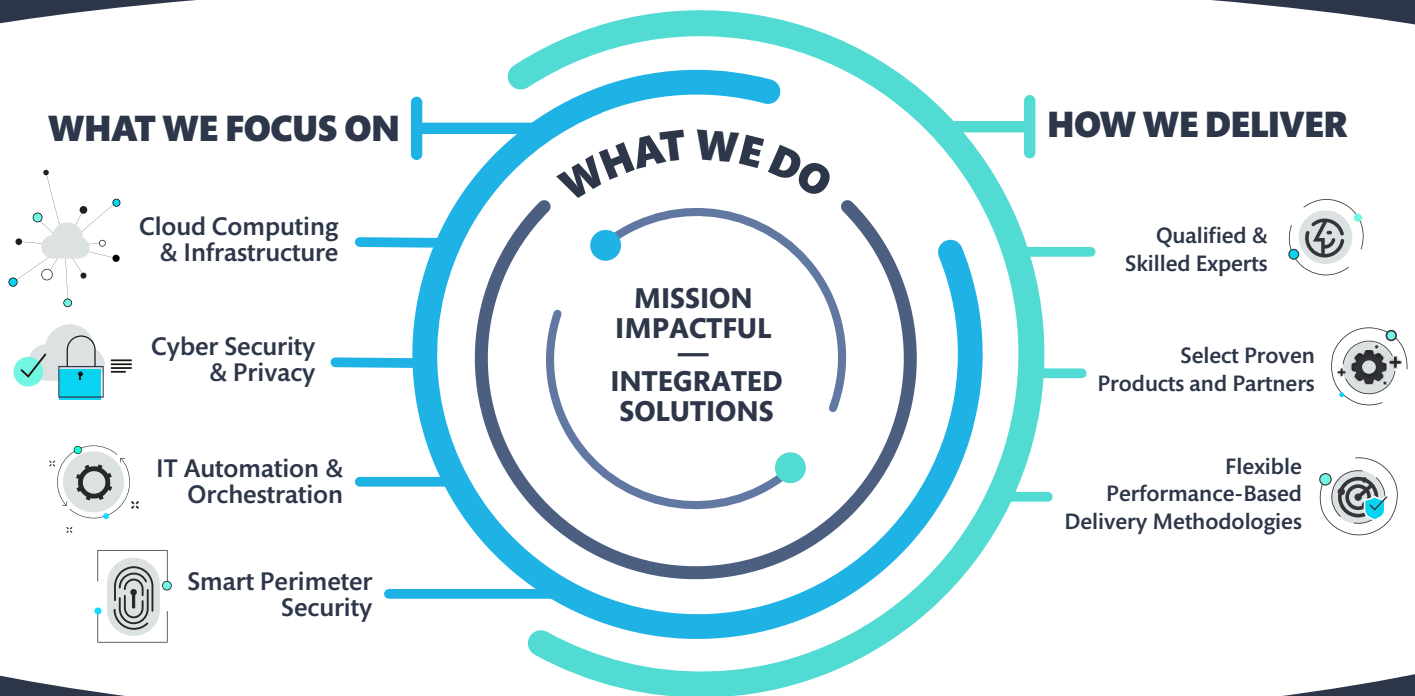 WHAT WE FOCUS ON
Cloud Computing
& Infrastructure
Cyber Security
& Privacy
IT Automation &
Orchestration
Smart Perimeter
Security
WHAT WE DO
MISSION
IMPACTFUL
—
INTEGRATED
SOLUTIONS
HOW WE DELIVER
Qualified &
Skilled Experts
Select Proven
Products and Partners
Flexible
Performance-Based
Delivery Methodologies